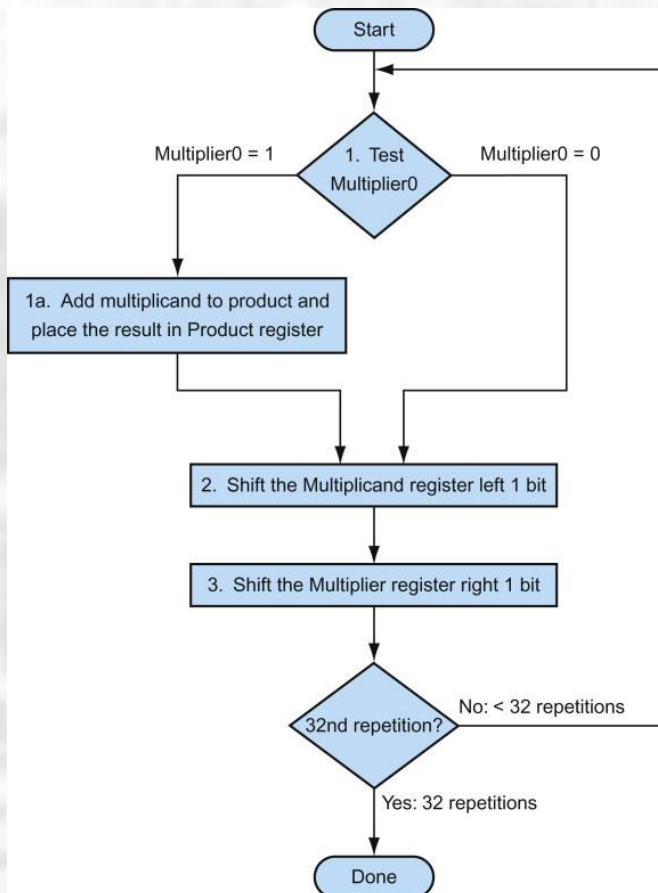 Start
Multiplier0 = 1
1. Test
Multiplier0
Multiplier0 = 0
1a. Add multiplicand to product and
place the result in Product register
2. Shift the Multiplicand register left 1 bit
3. Shift the Multiplier register right 1 bit
32nd repetition?
No: < 32 repetitions
Yes: 32 repetitions
Done